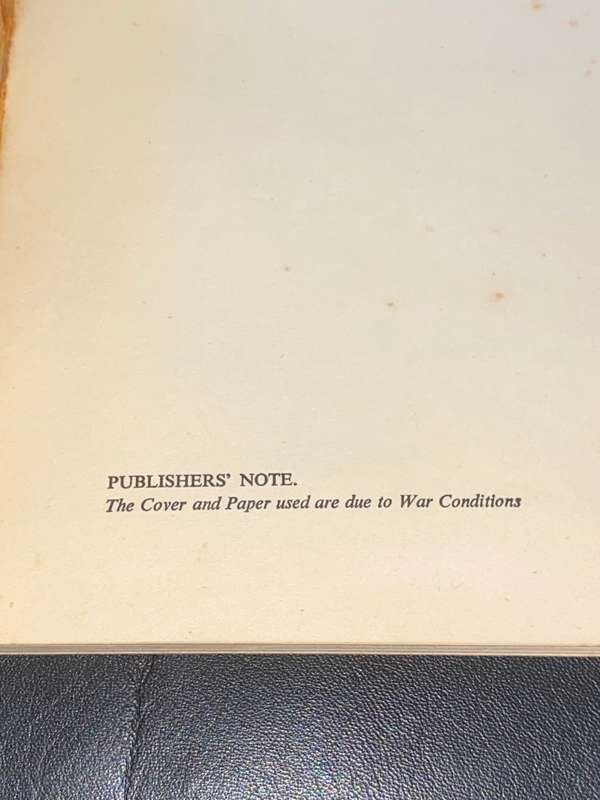 PUBLISHERS' NOTE.
The Cover and Paper used are due to War Conditions